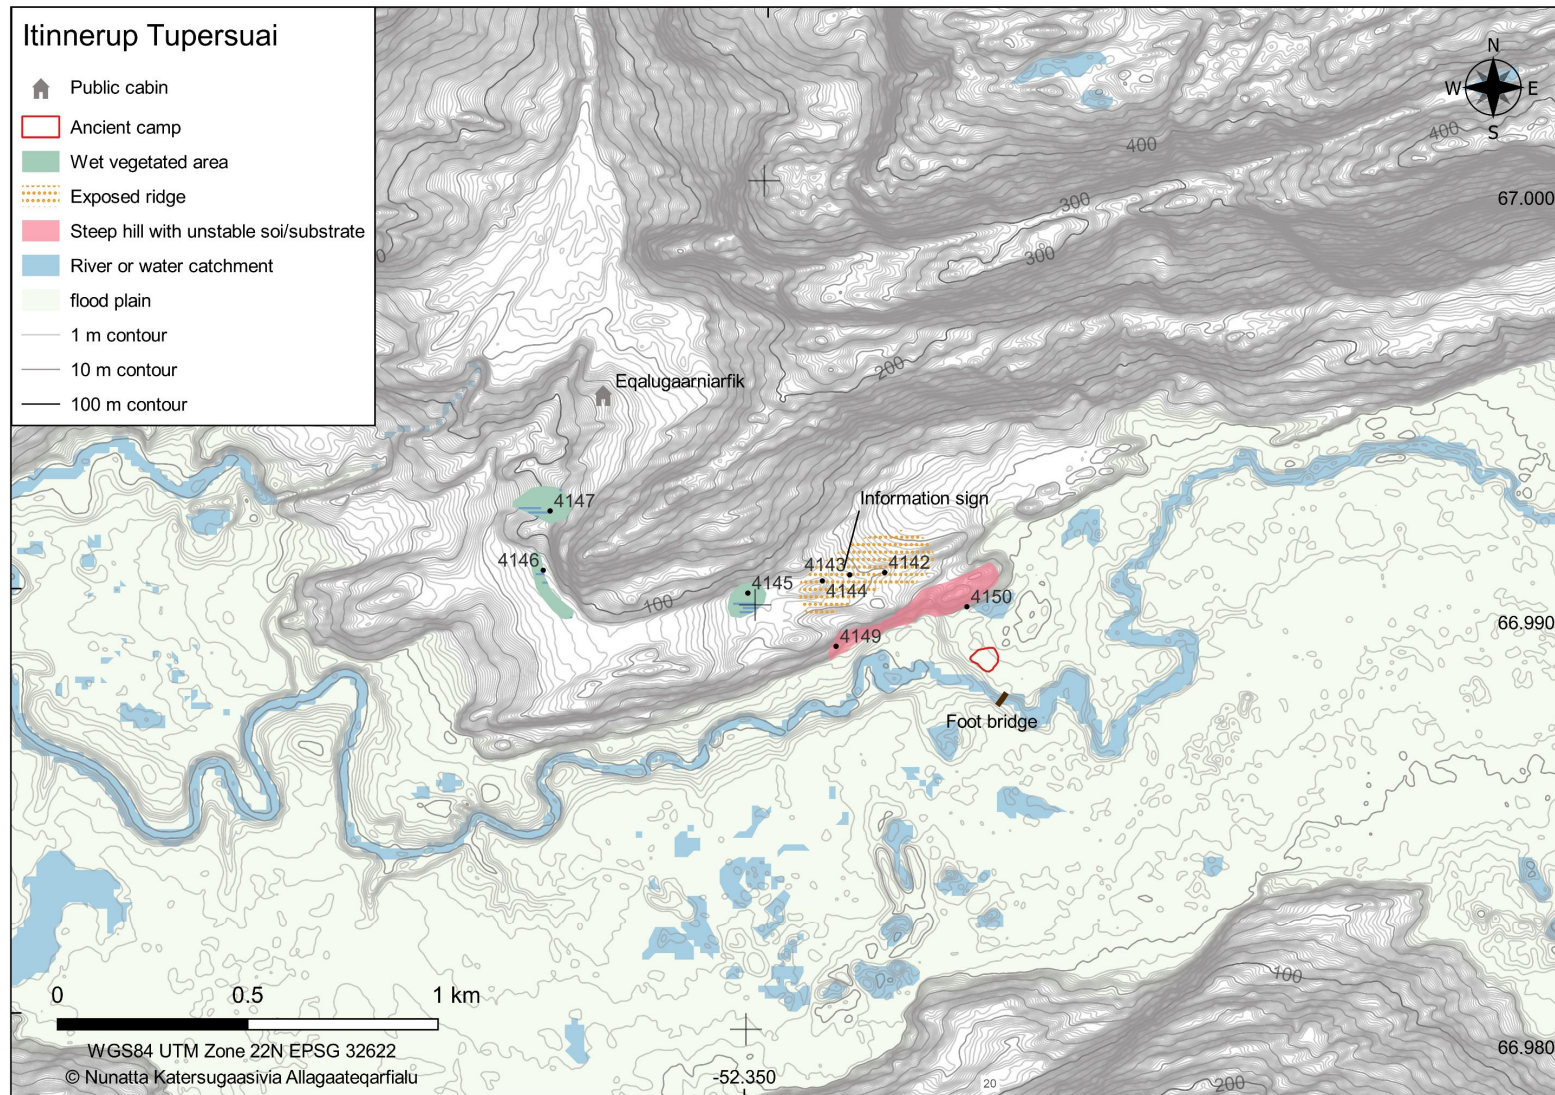 Itinnerup Tupersuai
Public cabin
Ancient camp
Wet vegetated area
Exposed ridge
Steep hill with unstable soi/substrate
River or water catchment
flood plain
1 m contour
10 m contour
100 m contour
N
W E
S
400
400
300
300
200
67.000
0
Eqalugaarniarfik
4147
Information sign
4146
4143 4142
4145
4144
100
4150
66.990
4149
Foot bridge
0 0.5 1 km
100
WGS84 UTM Zone 22N EPSG 32622
66.980
© Nunatta Katersugaasivia Allagaateqarfialu
-52.350
20
200